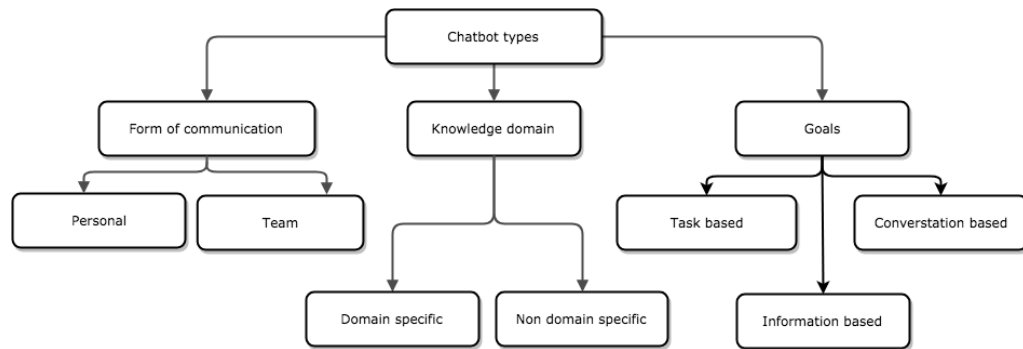 Chatbot types
Form of communication
Knowledge domain
Goals
Personal
Team
Task based
Converstation based
Domain specific
Non domain specific
Information based